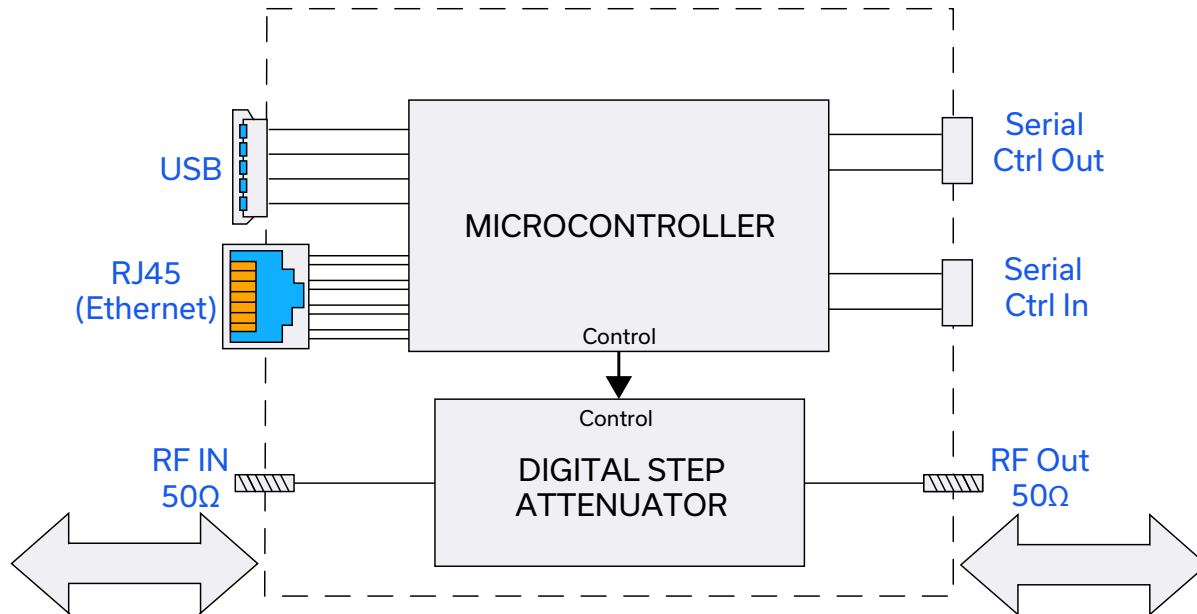 USB
RJ45
(Ethernet)
MICROCONTROLLER
Control
Serial
Ctrl Out
Serial
Ctrl In
Control
DIGITAL STEP
ATTENUATOR
RF IN
50Ω
RF Out
50Ω